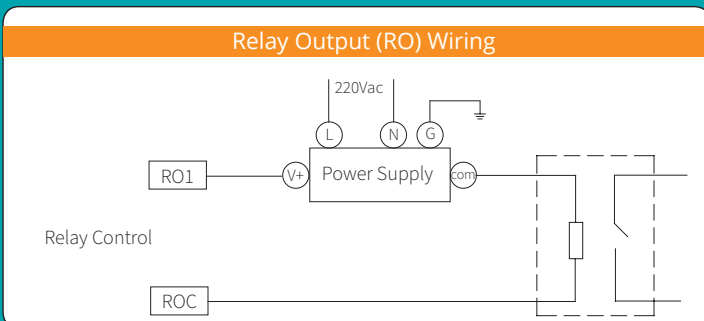 Relay Output (RO) Wiring
220Vac
L
N
G
RO1
V+
Power Supply
com
Relay Control
ROC